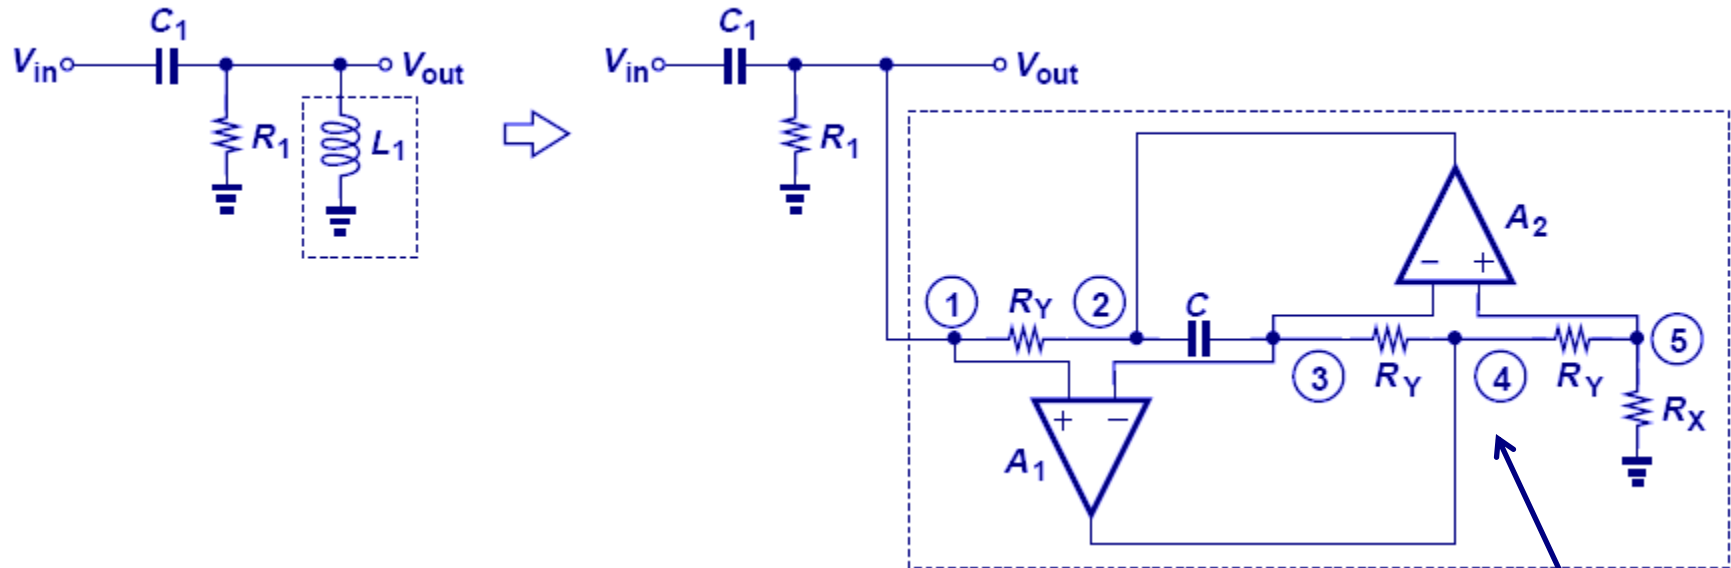 C1
Vin
Vout
R1
L1
C1
Vin
Vout
R1
A2
− +
1
RY
2
C
5
3
RY
4
RY
RX
+ −
A1